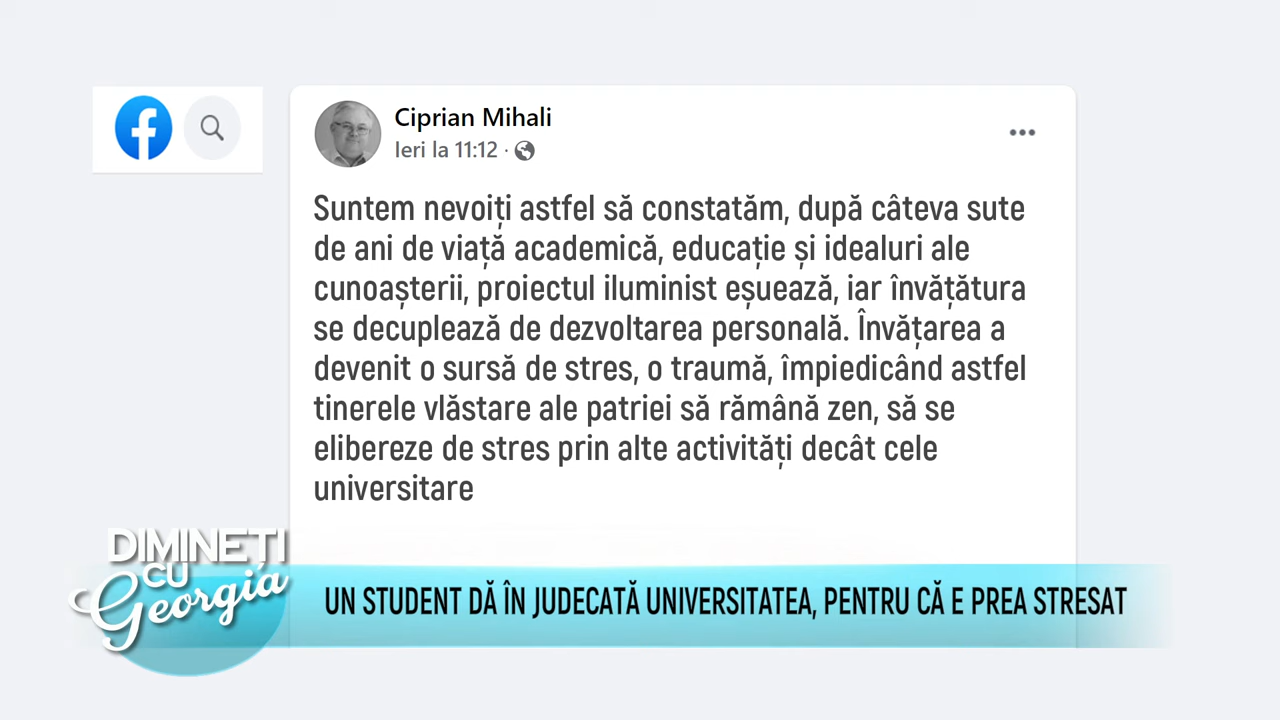 Ciprian Mihali
Ieri la 11:12 ·
Suntem nevoiți astfel să constatăm, după câteva sute
de ani de viață academică, educație și idealuri ale
cunoașterii, proiectul iluminist eșuează, iar învățătura
se decuplează de dezvoltarea personală. Învățarea a
devenit o sursă de stres, o traumă, împiedicând astfel
tinerele vlăstare ale patriei să rămână zen, să se
elibereze de stres prin alte activități decât cele
universitare
DIMINEȚI
CU
Georgia
UN STUDENT DĂ ÎN JUDECATĂ UNIVERSITATEA, PENTRU CĂ E PREA STRESAT